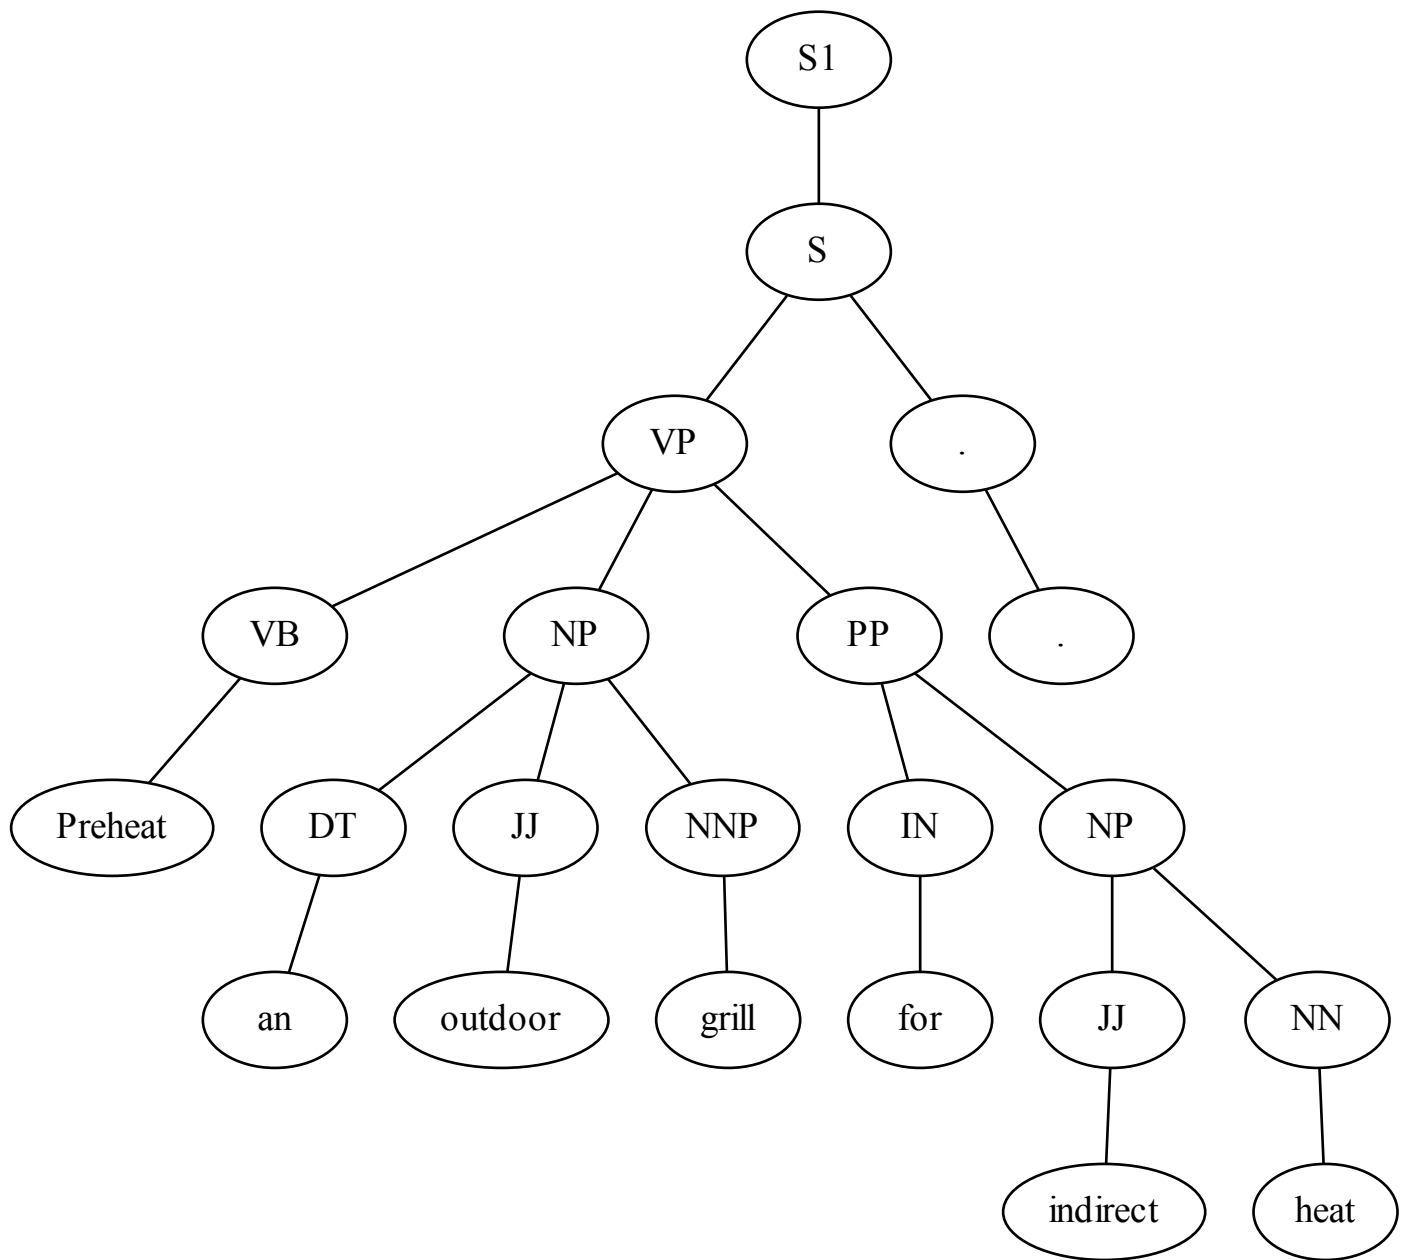 S1
S
VP .
VB NP PP .
Preheat DT JJ NNP IN NP
an outdoor grill for JJ NN
indirect heat